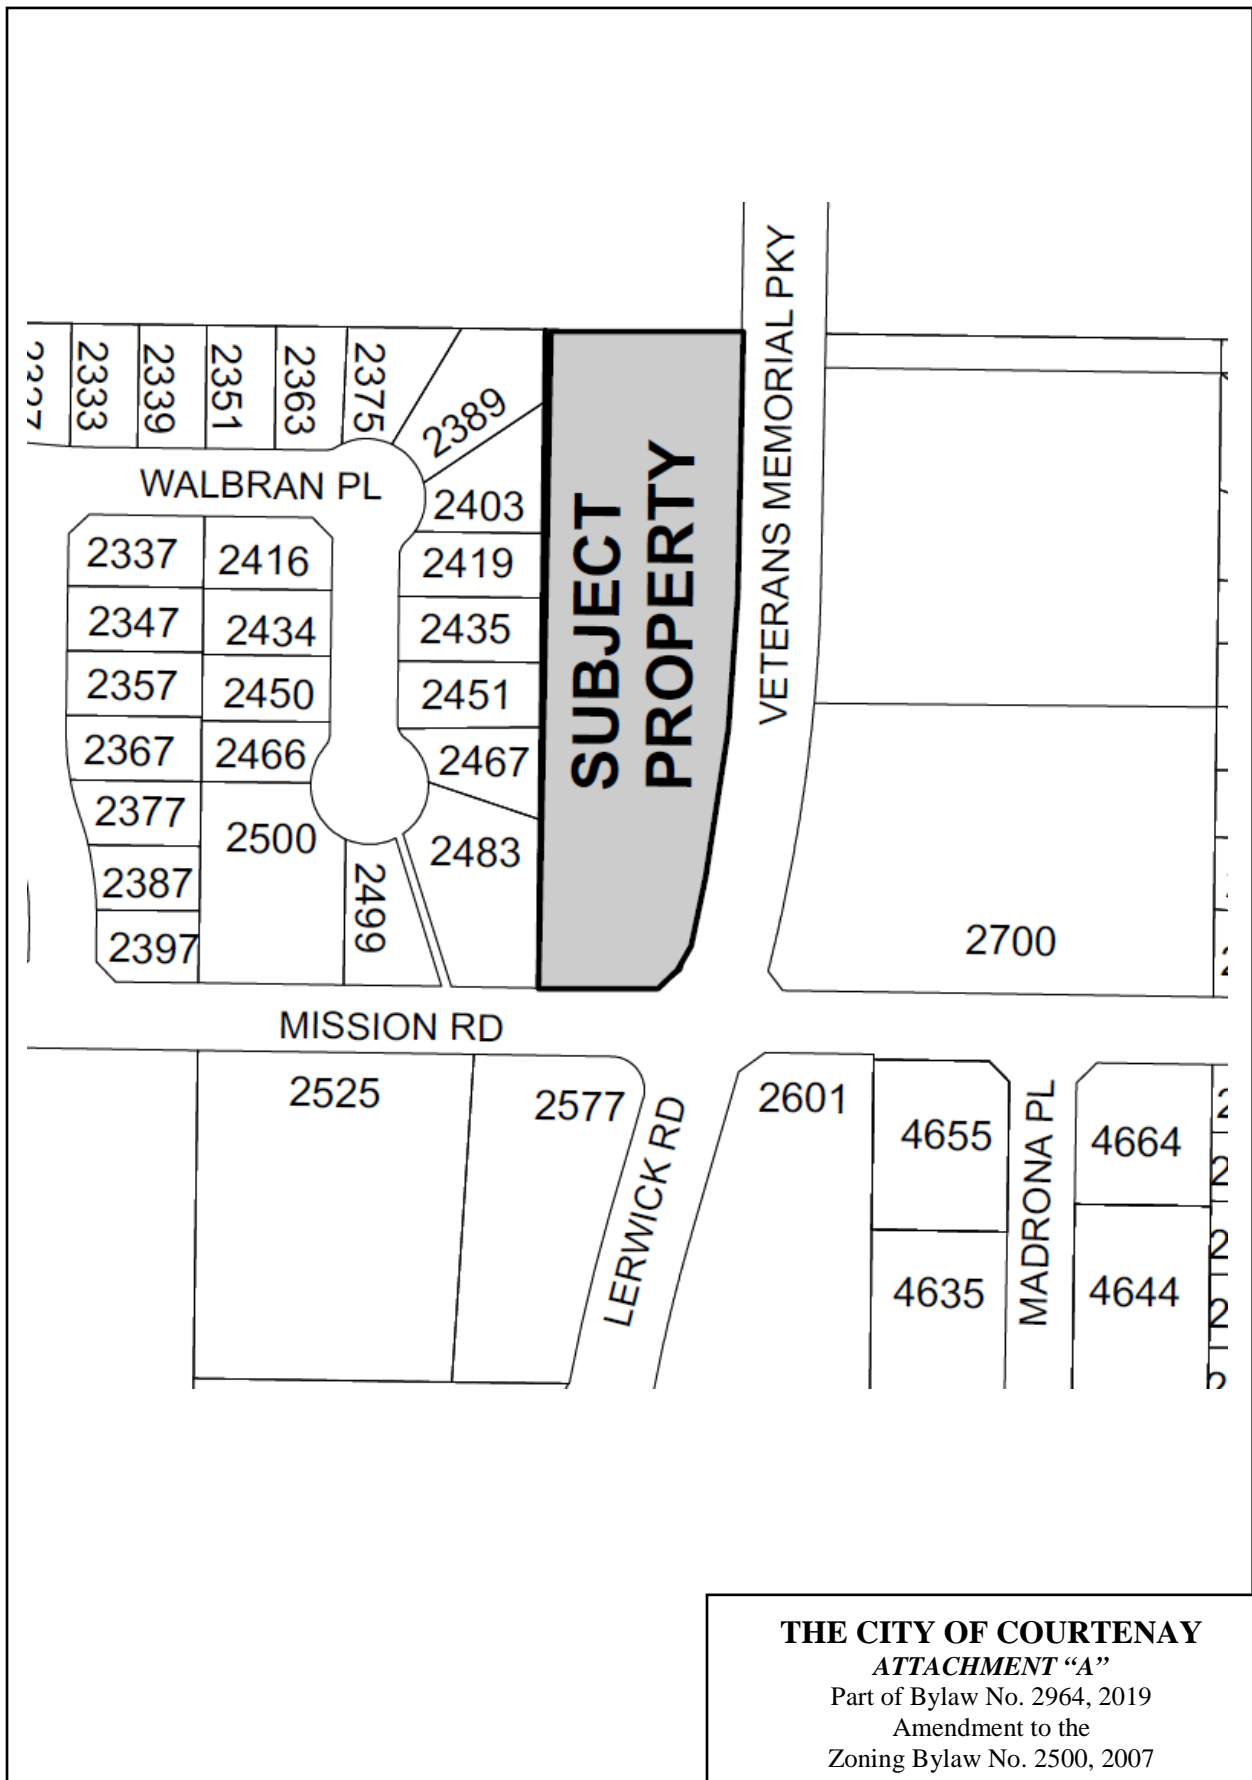 VETERANS MEMORIAL PKY
2333
2339
2351
2363
2375
2389
WALBRAN PL
2403
2337
2416
2419
2347
2434
2435
2357
2450
2451
2367
2466
2467
2377
2500
2483
2387
2499
2397
SUBJECT
PROPERTY
2700
MISSION RD
2525
2577
LERWICK RD
2601
4655
MADRONA PL
4664
4635
4644
THE CITY OF COURTENAY
ATTACHMENT “A”
Part of Bylaw No. 2964, 2019
Amendment to the
Zoning Bylaw No. 2500, 2007